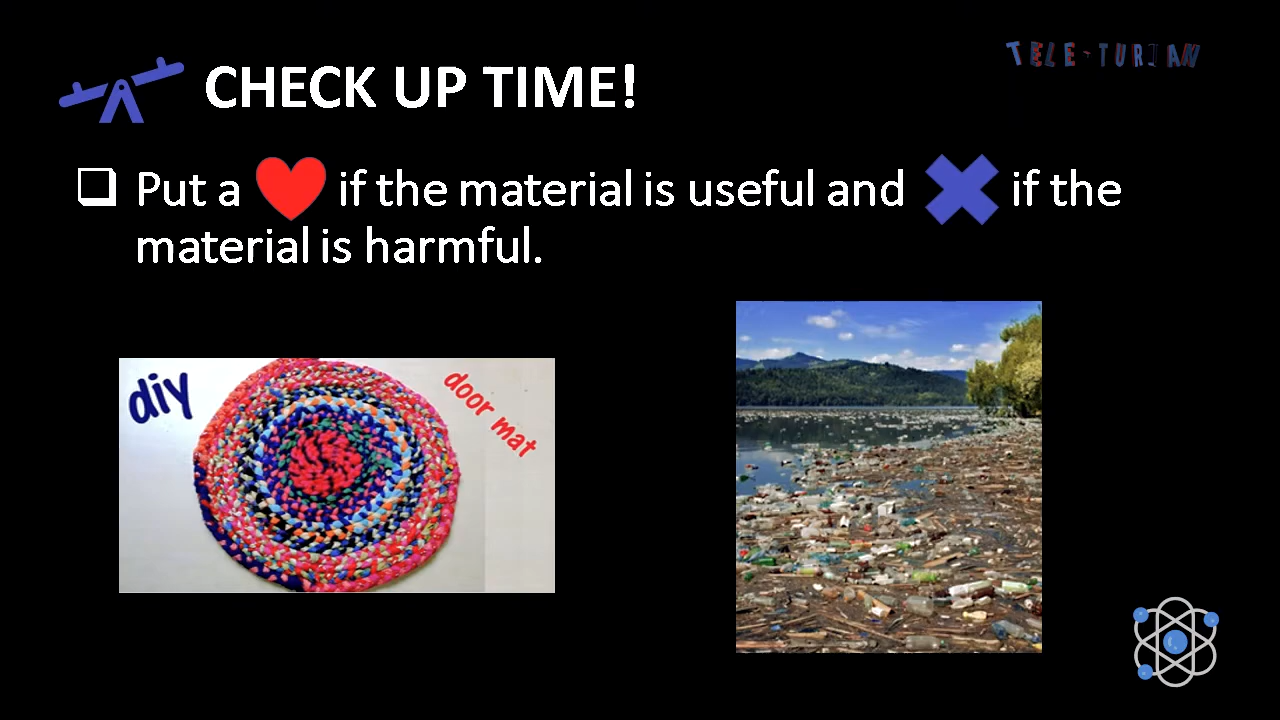 TELE-TURIAN
CHECK UP TIME!
Put a if the material is useful and if the
material is harmful.
diy
door mat